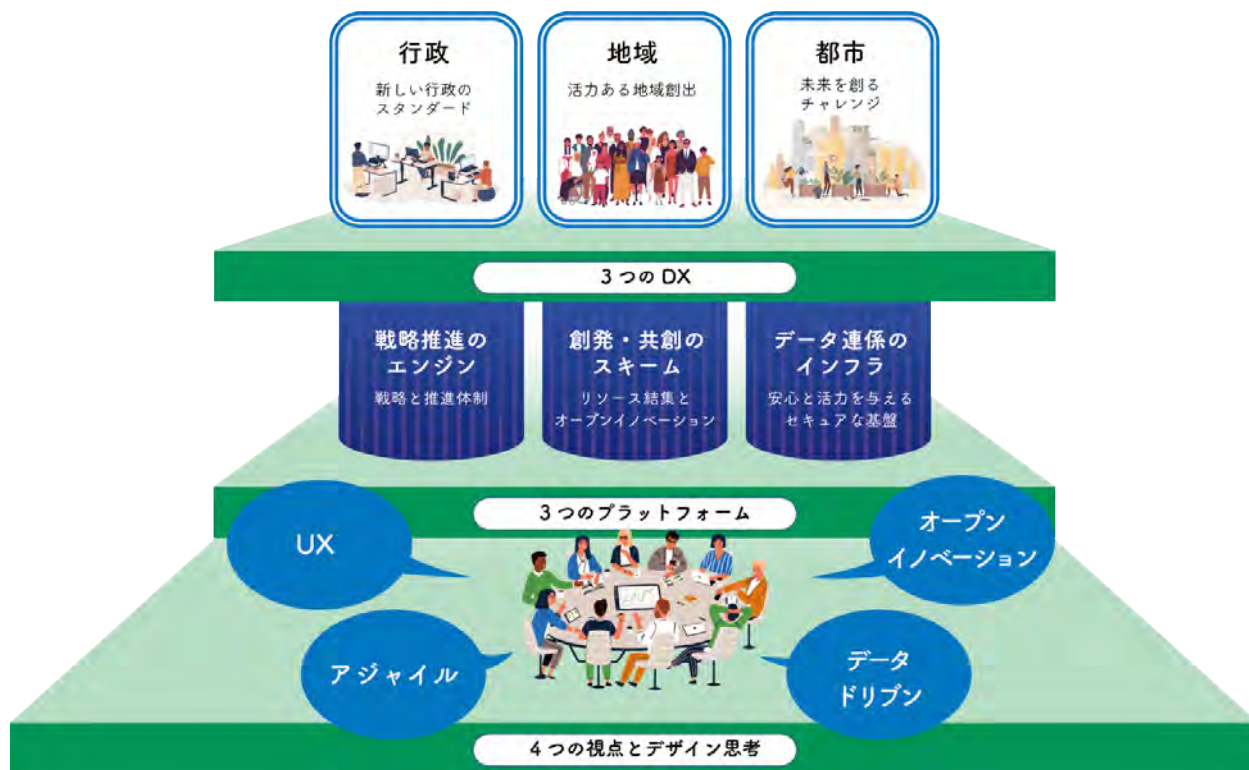 行政
新しい行政の
スタンダード
地域
活力ある地域創出
都市
未来を創る
チャレンジ
3つのDX
戦略推進の
エンジン
戦略と推進体制
創発・共創の
スキーム
リソース結集と
オープンイノベーション
データ連係の
インフラ
安心と活力を与える
セキュアな基盤
3つのプラットフォーム
UX
オープン
イノベーション
アジャイル
データ
ドリブン
4つの視点とデザイン思考